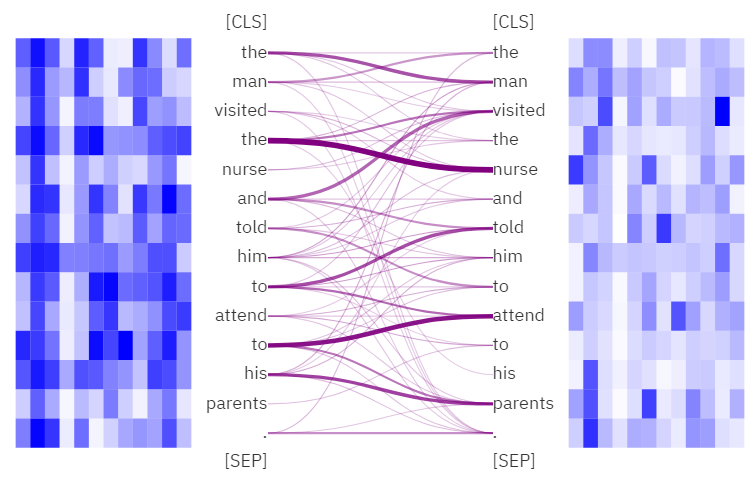 [CLS] [CLS]
the the
man man
visited visited
the the
nurse nurse
and and
told told
him him
to to
attend attend
to to
his his
parents parents
. .
[SEP] [SEP]